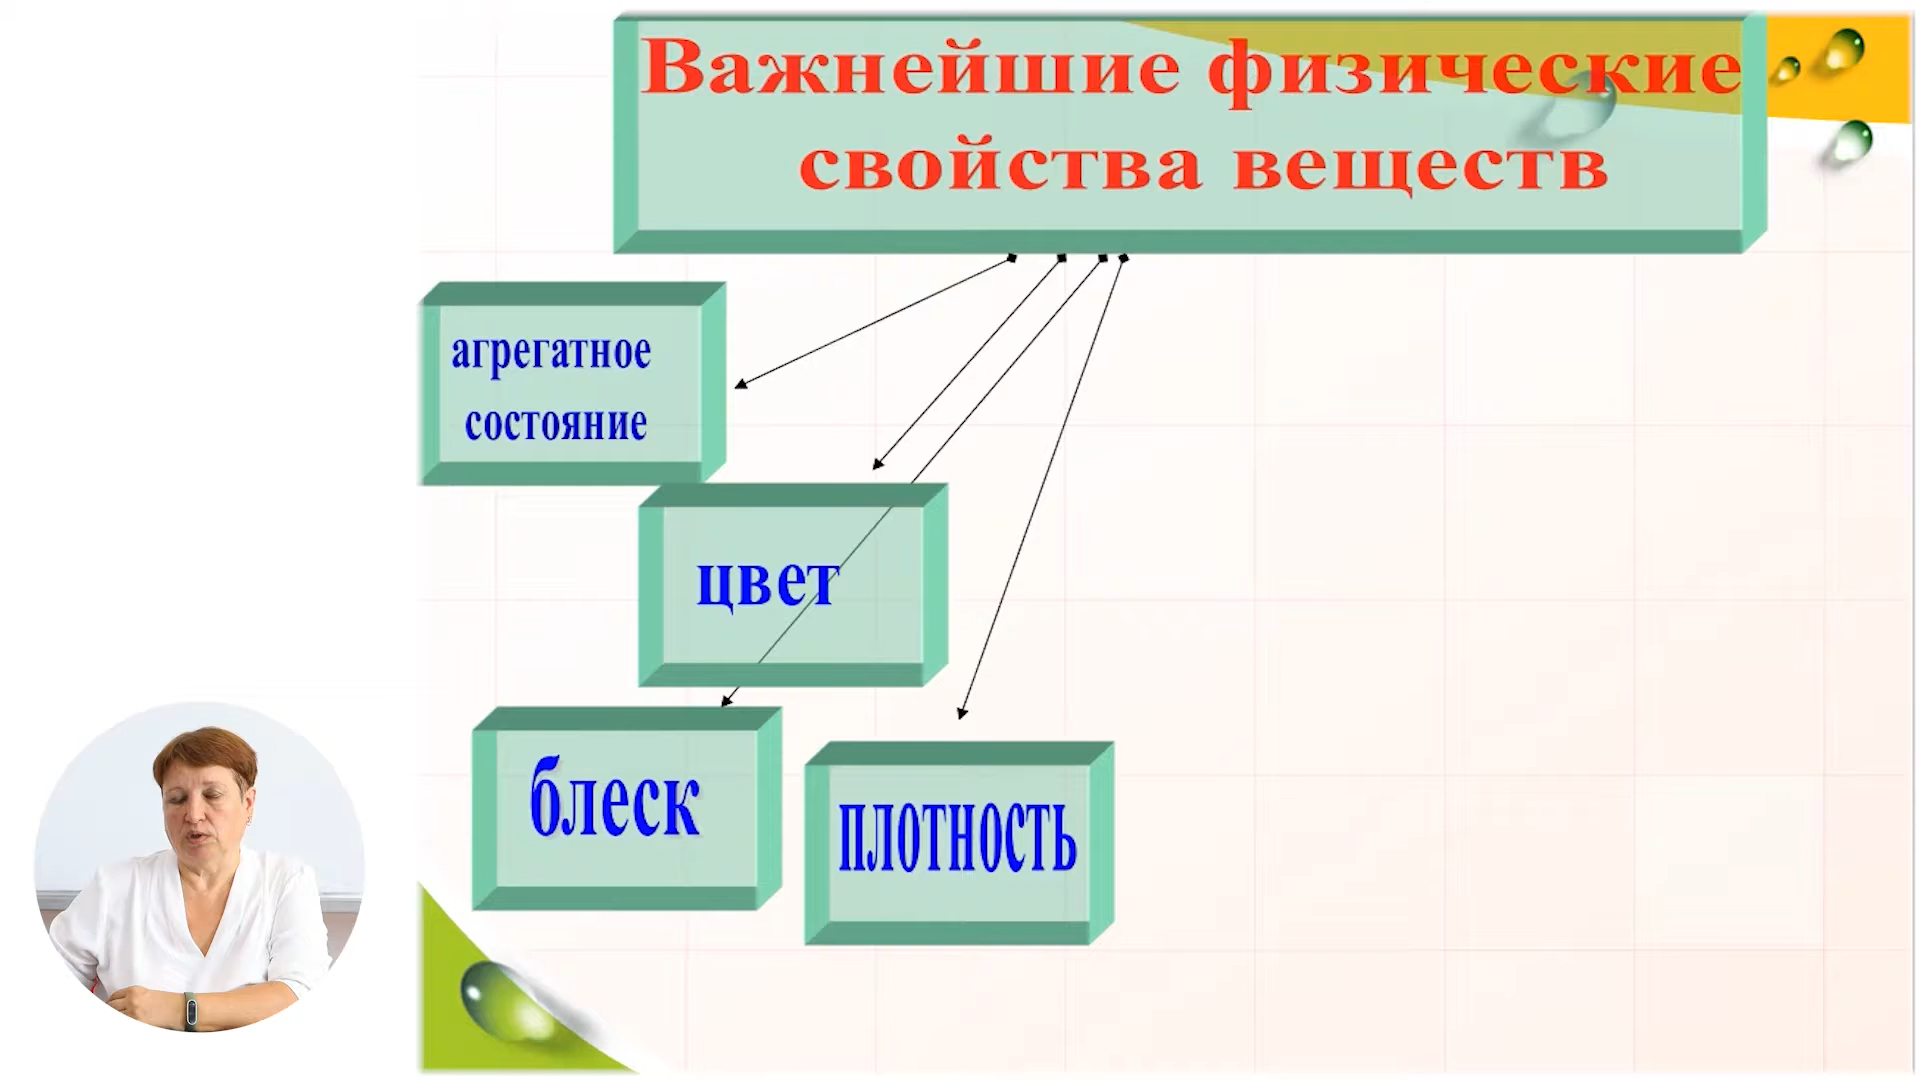 Важнейшие физические
свойства веществ
агрегатное
состояние
цвет
блеск
плотность